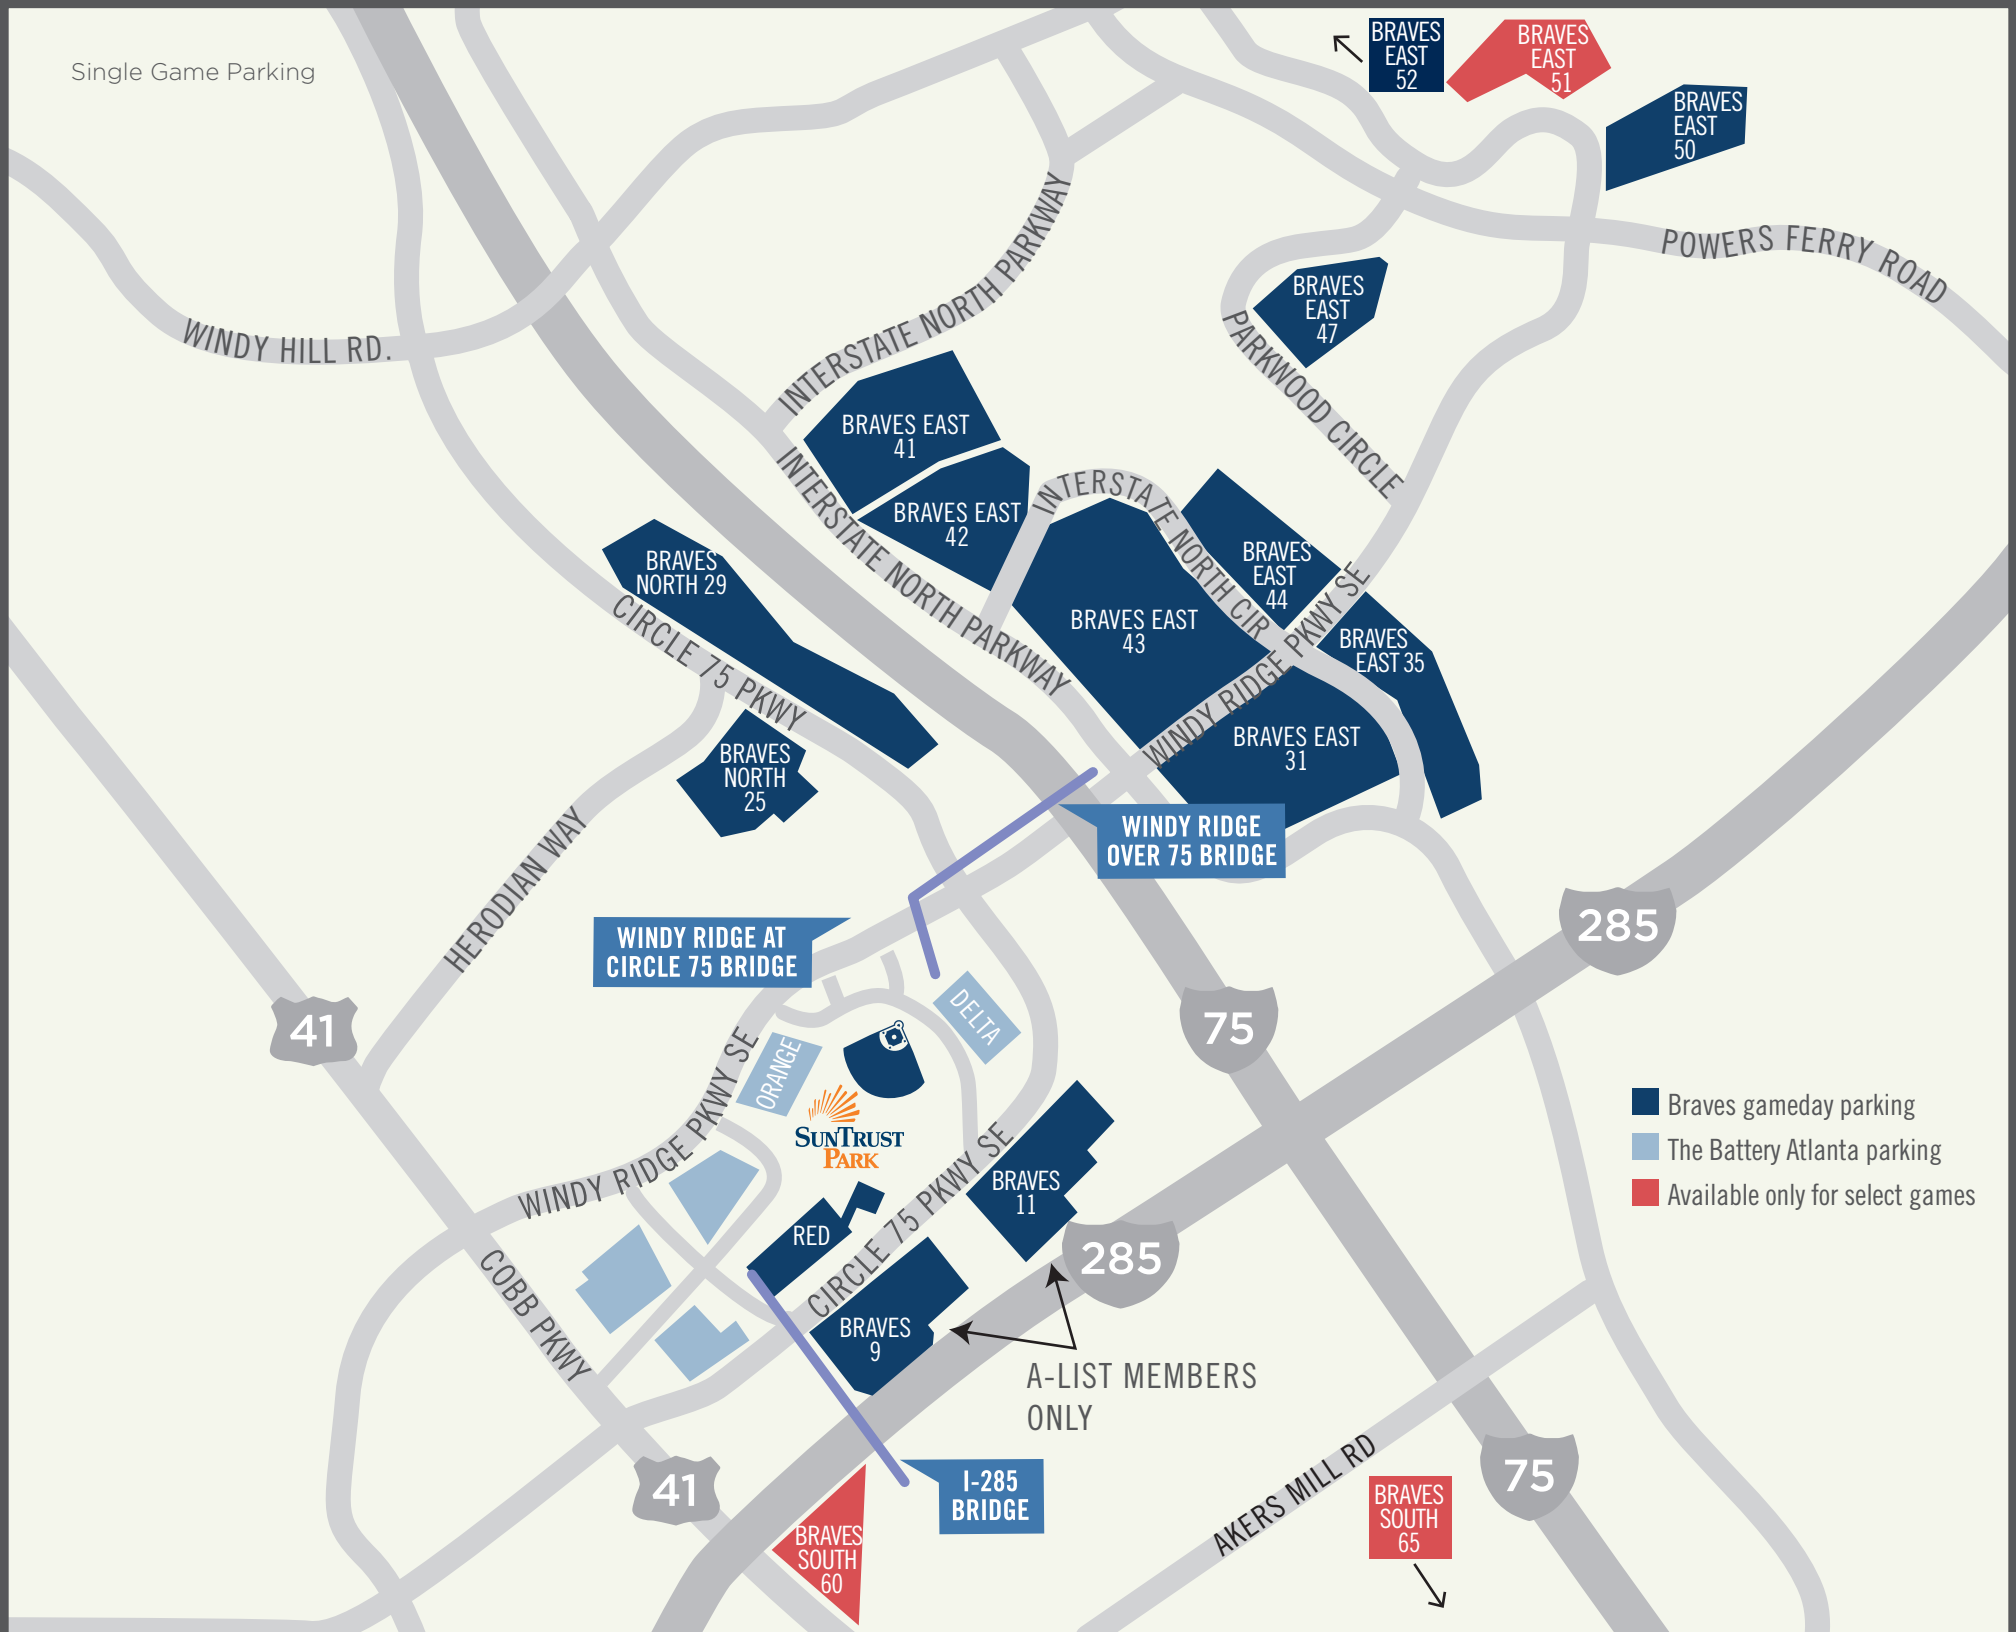 Single Game Parking
BRAVES
EAST
52
BRAVES
EAST
51
BRAVES
EAST
50
POWERS FERRY ROAD
INTERSTATE NORTH PARKWAY
WINDY HILL RD.
BRAVES
EAST
47
PARKWOOD CIRCLE
BRAVES EAST
41
INTERSTATE NORTH PARKWAY
BRAVES EAST
42
INTERSTATE NORTH CIR
BRAVES
EAST
44
BRAVES
NORTH 29
CIRCLE 75 PKWY
BRAVES EAST
43
WINDY RIDGE PKWY SE
BRAVES
EAST 35
BRAVES EAST
31
BRAVES
NORTH
25
WINDY RIDGE
OVER 75 BRIDGE
HERODIAN WAY
WINDY RIDGE AT
CIRCLE 75 BRIDGE
285
41
75
DELTA
ORANGE
SUNTRUST
PARK
WINDY RIDGE PKWY SE
Braves gameday parking
The Battery Atlanta parking
Available only for select games
BRAVES
11
RED
CIRCLE 75 PKWY SE
285
COBB PKWY
BRAVES
9
A-LIST MEMBERS
ONLY
I-285
BRIDGE
41
AKERS MILL RD
75
BRAVES
SOUTH
65
BRAVES
SOUTH
60